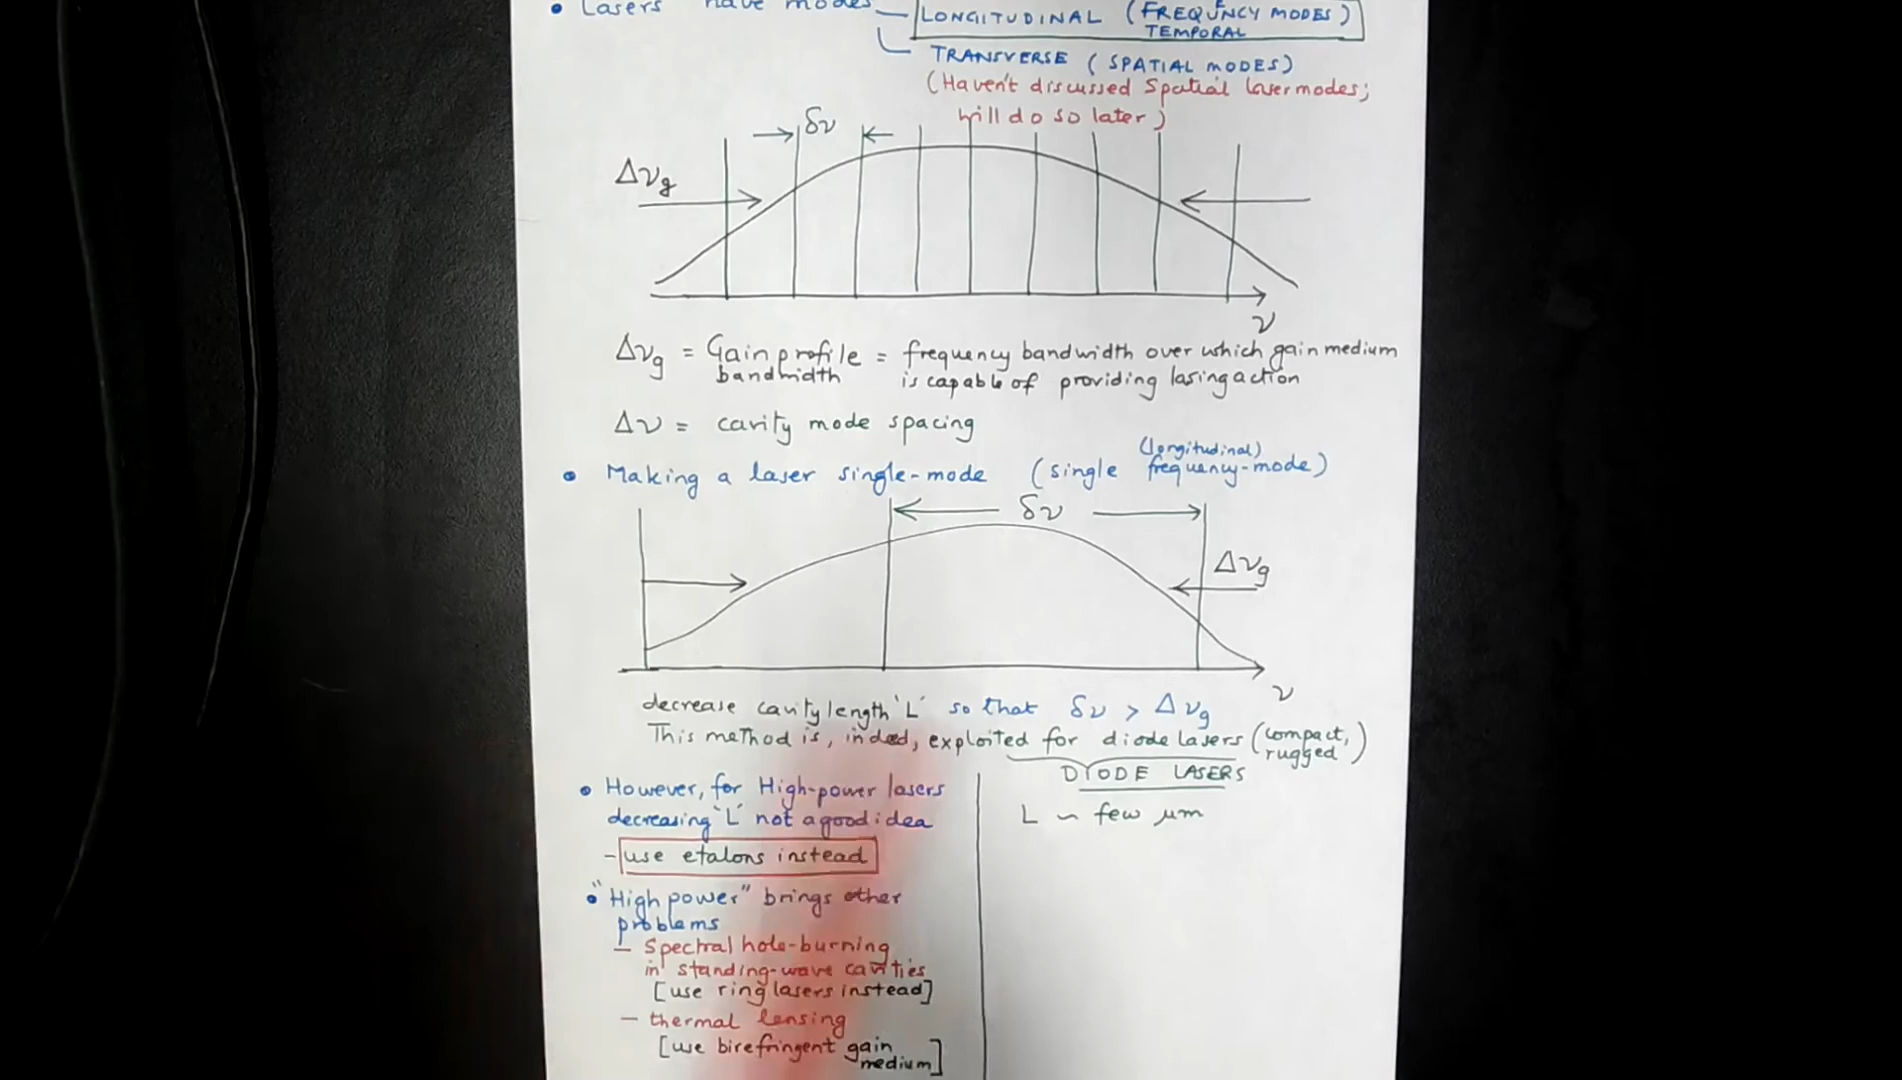 • Lasers have modes
LONGITUDINAL (FREQUNCY MODES)
E
TEMPORAL
TRANSVERSE (SPATIAL MODES)
(Haven't discussed Spatial laser modes;
will do so later)
δν
Δνg
ν
Δνg = Gain profile = frequency bandwidth over which gain medium
bandwidth is capable of providing lasing action
Δν = cavity mode spacing
(longitudinal)
• Making a laser single-mode (single frequency-mode)
δν
Δνg
ν
decrease cavity length 'L' so that δν > Δνg
This method is, indeed, exploited for diode lasers (compact,
rugged)
DIODE LASERS
L ~ few μm
• However, for High-power lasers
decreasing 'L' not a good idea
- use etalons instead
• "High power" brings other
problems
- Spectral hole-burning
in standing-wave cavities
[use ring lasers instead]
- thermal lensing
[use birefringent gain
medium]